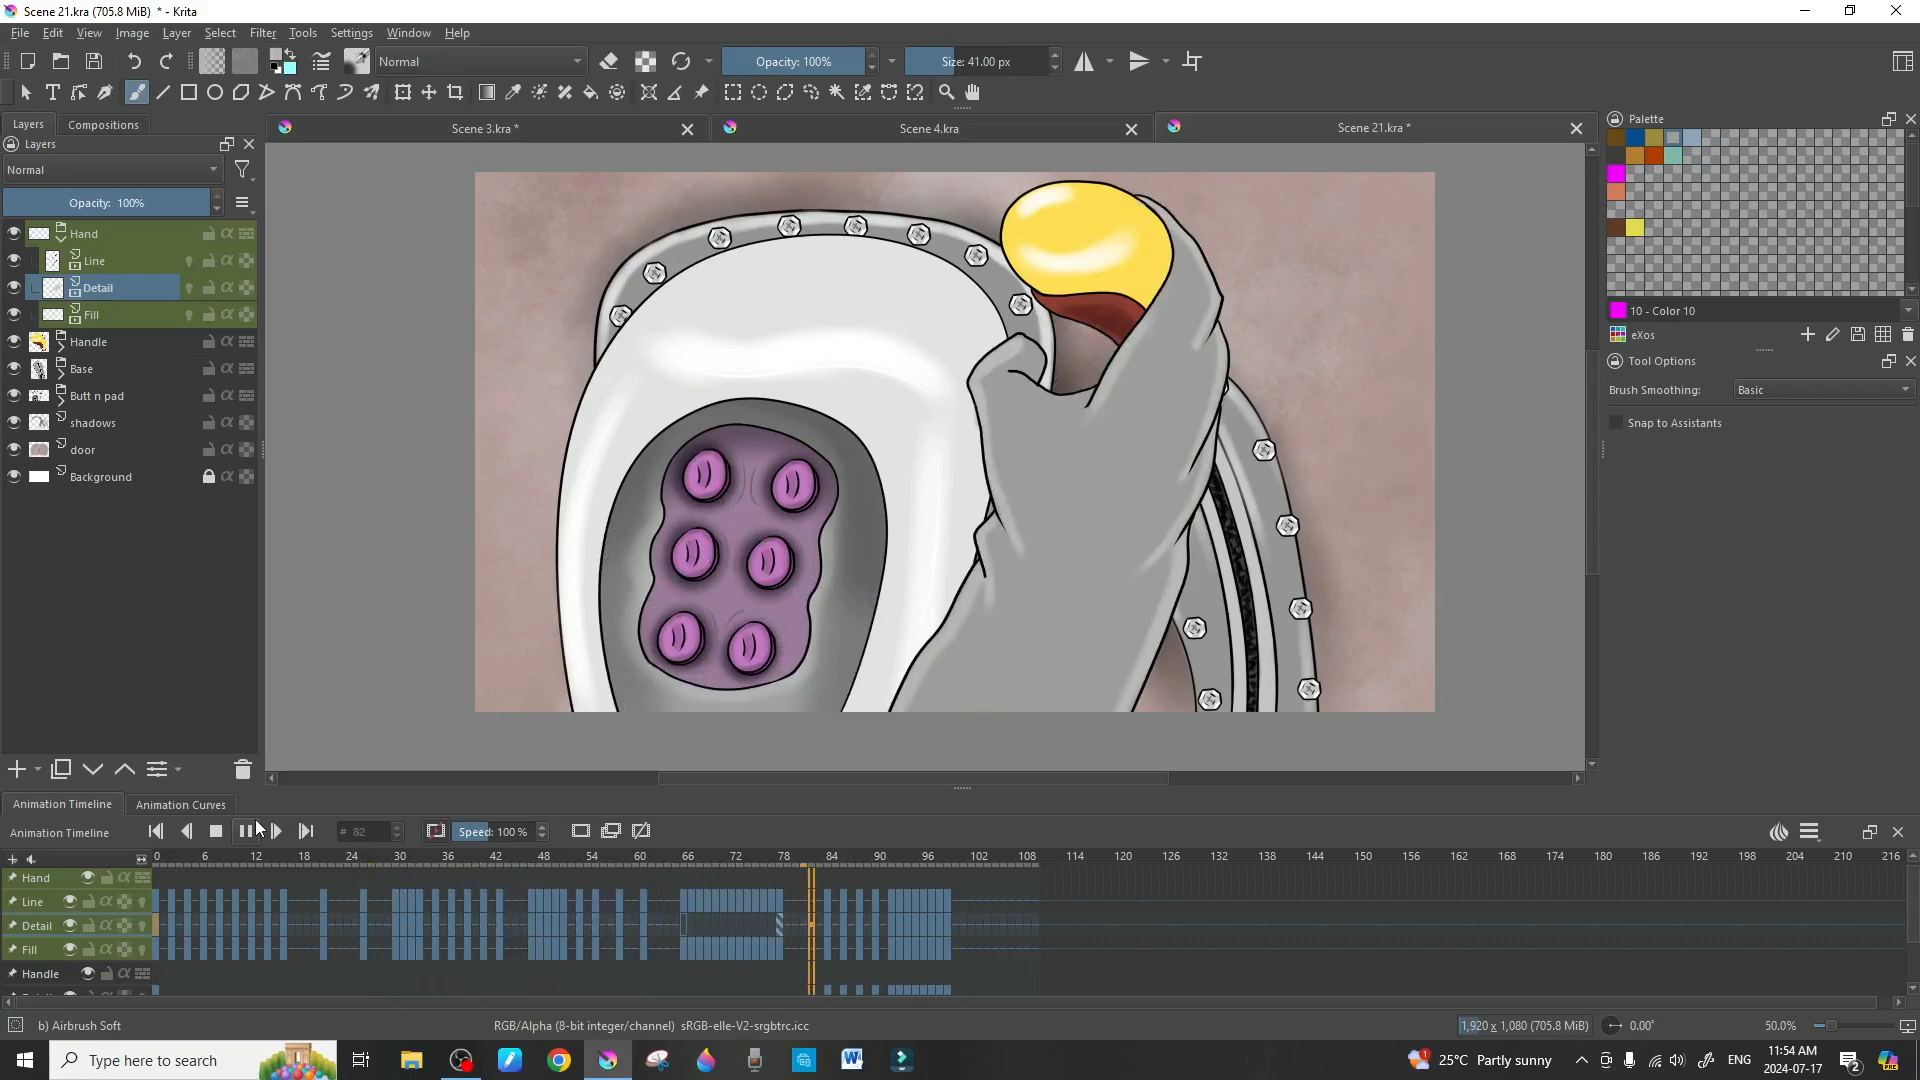 Scene 21.kra (705.8 MiB) * - Krita
File Edit View Image Layer Select Filter Tools Settings Window Help
Normal Opacity: 100% Size: 41.00 px
Layers Compositions
Scene 3.kra *
Scene 4.kra
Scene 21.kra *
Palette
Layers
Normal
Opacity: 100%
Hand
Line
Detail
Fill
Handle
Base
Butt n pad
shadows
door
Background
10 - Color 10
eXos
Tool Options
Brush Smoothing: Basic
Snap to Assistants
Animation Timeline Animation Curves
Animation Timeline # 82 Speed: 100 %
0 6 12 18 24 30 36 42 48 54 60 66 72 78 84 90 96 102 108 114 120 126 132 138 144 150 156 162 168 174 180 186 192 198 204 210 216
Hand
Line
Detail
Fill
Handle
b) Airbrush Soft RGB/Alpha (8-bit integer/channel) sRGB-elle-V2-srgbtrc.icc 1,920 x 1,080 (705.8 MiB) 0.00° 50.0%
Type here to search 25°C Partly sunny ENG 11:54 AM
2024-07-17 2